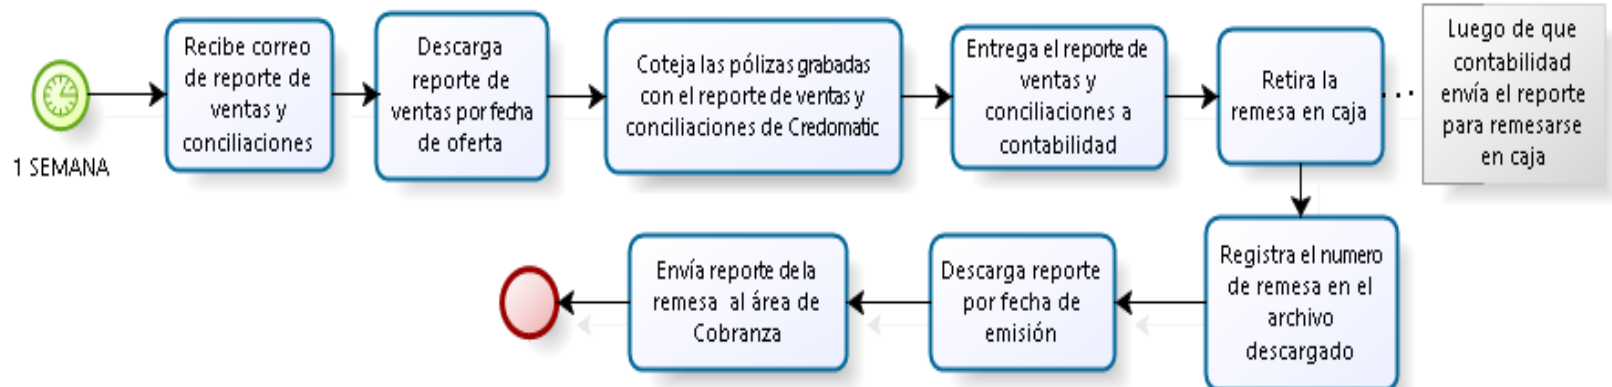 1 SEMANA
Recibe correo
de reporte de
ventas y
conciliaciones
Descarga
reporte de
ventas por fecha
de oferta
Coteja las pólizas grabadas
con el reporte de ventas y
conciliaciones de Credomatic
Entrega el reporte de
ventas y
conciliaciones a
contabilidad
Retira la
remesa en caja
Luego de que
contabilidad
envía el reporte
para remesarse
en caja
Registra el numero
de remesa en el
archivo
descargado
Descarga reporte
por fecha de
emisión
Envía reporte de la
remesa al área de
Cobranza